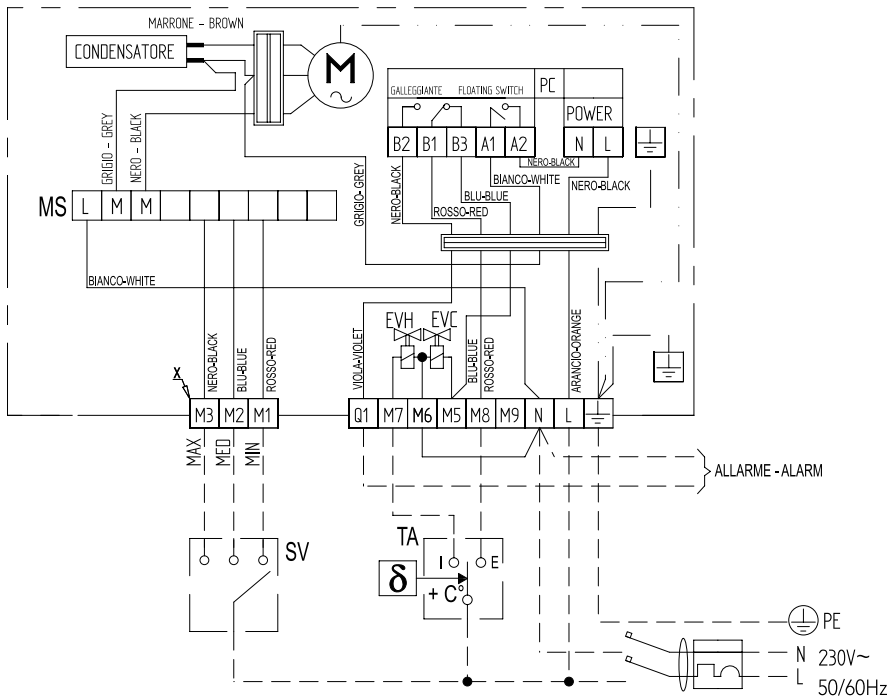 MARRONE - BROWN
CONDENSATORE
M
GALLEGGIANTE FLOATING SWITCH
PC
POWER
B2 B1 B3 A1 A2 N L
NERO-BLACK
BIANCO-WHITE
NERO-BLACK
BLU-BLUE
ROSSO-RED
NERO-BLACK
GRIGIO - GREY
NERO - BLACK
GRIGIO- GREY
MS
L M M
BIANCO-WHITE
EVH EVC
NERO-BLACK
BLU-BLUE
ROSSO-RED
VIOLA-VIOLET
BLU-BLUE
ROSSO-RED
ARANCIO-ORANGE
X
M3 M2 M1
Q1 M7 M6 M5 M8 M9 N L
MAX
MED
MIN
ALLARME - ALARM
SV
TA
I E
δ
+ C°
PE
N 230V~
L 50/60Hz